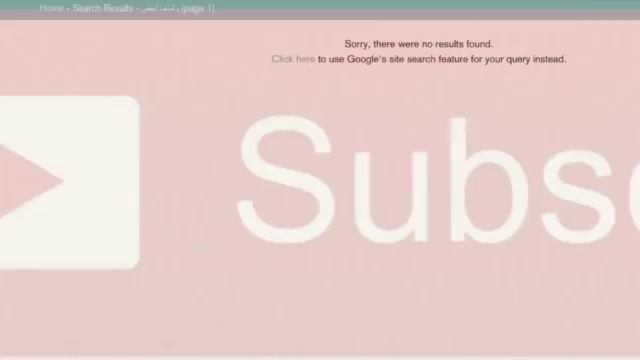 Home » Search Results - (page 1)
Sorry, there were no results found.
Click here to use Google's site search feature for your query instead.
Subs